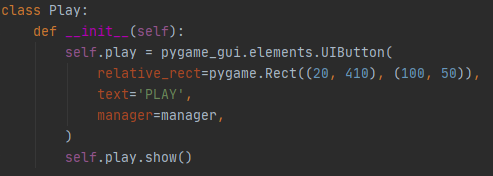 class Play:
    def __init__(self):
        self.play = pygame_gui.elements.UIButton(
            relative_rect=pygame.Rect((20, 410), (100, 50)),
            text='PLAY',
            manager=manager,
        )
        self.play.show()